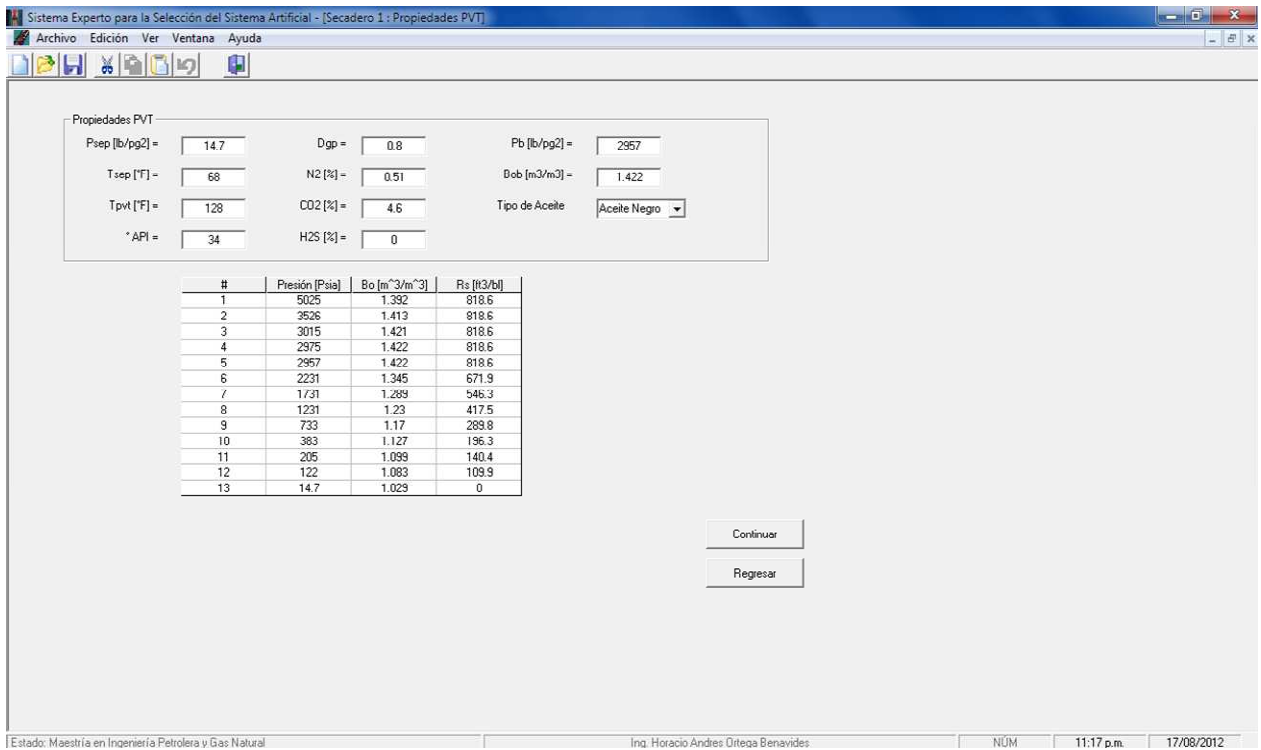 Sistema Experto para la Selección del Sistema Artificial - [Secadero 1 : Propiedades PVT]
Archivo Edición Ver Ventana Ayuda
Propiedades PVT
Psep [lb/pg2] = 14.7 Dgp = 0.8 Pb [lb/pg2] = 2957
Tsep [°F] = 68 N2 [%] = 0.51 Bob [m3/m3] = 1.422
Tpvt [°F] = 128 CO2 [%] = 4.6 Tipo de Aceite Aceite Negro
° API = 34 H2S [%] = 0
# Presión [Psia] Bo [m^3/m^3] Rs [ft3/bl]
1 5025 1.392 818.6
2 3526 1.413 818.6
3 3015 1.421 818.6
4 2975 1.422 818.6
5 2957 1.422 818.6
6 2231 1.345 671.9
7 1731 1.289 546.3
8 1231 1.23 417.5
9 733 1.17 289.8
10 383 1.127 196.3
11 205 1.099 140.4
12 122 1.083 109.9
13 14.7 1.029 0
Continuar
Regresar
Estado: Maestría en Ingeniería Petrolera y Gas Natural Ing. Horacio Andres Ortega Benavides NÚM 11:17 p.m. 17/08/2012